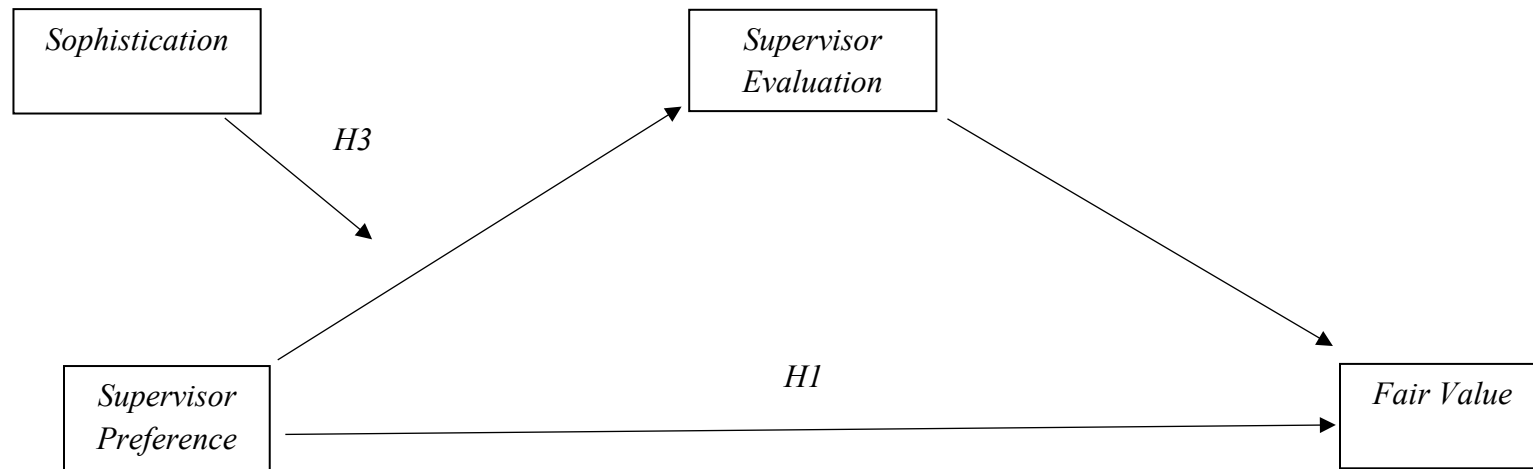 Sophistication
Supervisor
Evaluation
H3
H1
Supervisor
Preference
Fair Value